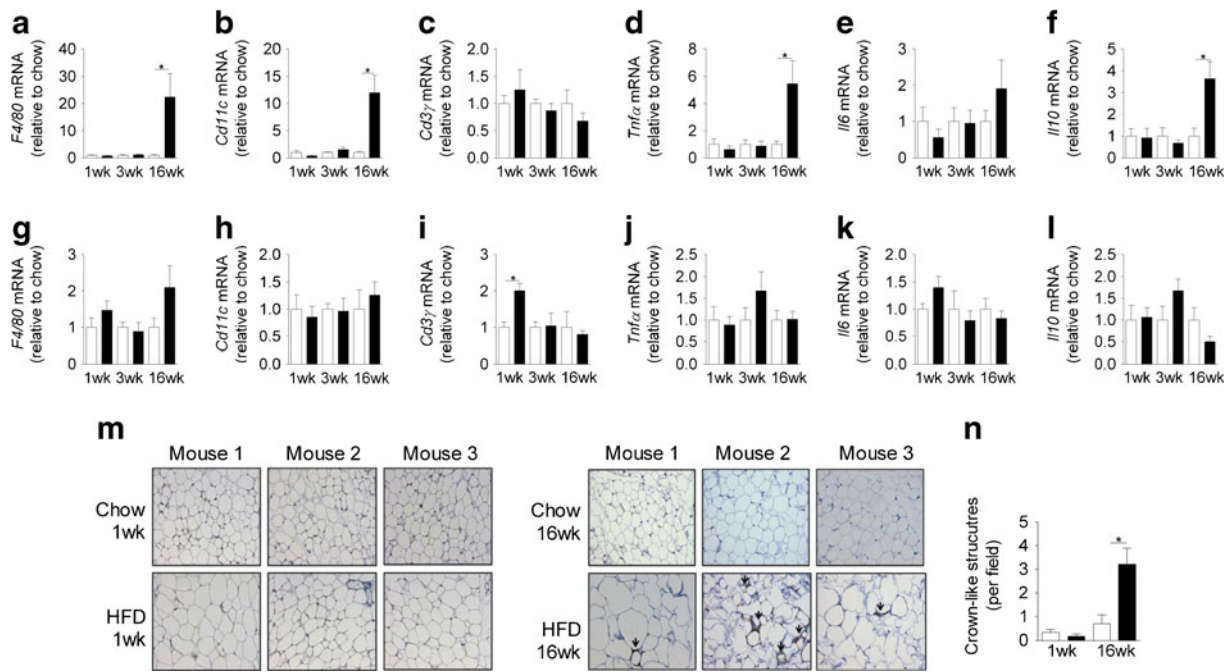 a
F4/80 mRNA
(relative to chow)
40
30
20
10
0
*
1wk 3wk 16wk
b
Cd11c mRNA
(relative to chow)
20
15
10
5
0
*
1wk 3wk 16wk
c
Cd3γ mRNA
(relative to chow)
2.0
1.5
1.0
0.5
0.0
1wk 3wk 16wk
d
Tnfα mRNA
(relative to chow)
8
6
4
2
0
*
1wk 3wk 16wk
e
Il6 mRNA
(relative to chow)
3
2
1
0
1wk 3wk 16wk
f
Il10 mRNA
(relative to chow)
5
4
3
2
1
0
*
1wk 3wk 16wk
g
F4/80 mRNA
(relative to chow)
3
2
1
0
1wk 3wk 16wk
h
Cd11c mRNA
(relative to chow)
2.0
1.5
1.0
0.5
0.0
1wk 3wk 16wk
i
Cd3γ mRNA
(relative to chow)
3
2
1
0
*
1wk 3wk 16wk
j
Tnfα mRNA
(relative to chow)
2.5
2.0
1.5
1.0
0.5
0.0
1wk 3wk 16wk
k
Il6 mRNA
(relative to chow)
2.0
1.5
1.0
0.5
0.0
1wk 3wk 16wk
l
Il10 mRNA
(relative to chow)
2.5
2.0
1.5
1.0
0.5
0.0
1wk 3wk 16wk
m
Mouse 1 Mouse 2 Mouse 3
Chow
1wk
HFD
1wk
Mouse 1 Mouse 2 Mouse 3
Chow
16wk
HFD
16wk
n
Crown-like strucutres
(per field)
5
4
3
2
1
0
*
1wk 16wk